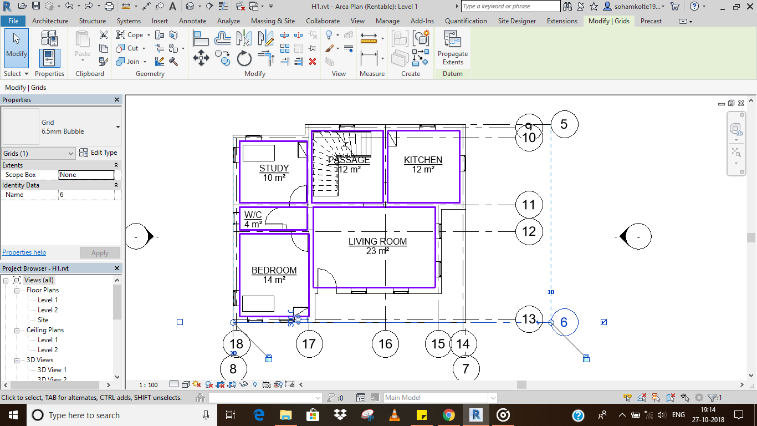 H1.rvt - Area Plan (Rentable): Level 1
Type a keyword or phrase
sohamkolte19...
File Architecture Structure Systems Insert Annotate Analyze Massing & Site Collaborate View Manage Add-Ins Quantification Site Designer Extensions Modify | Grids Precast
Modify
Paste
Cope
Cut
Join
Propagate
Extents
Select Properties Clipboard Geometry Modify View Measure Create Datum
Modify | Grids
Properties
Grid
6.5mm Bubble
Grids (1) Edit Type
Extents
Scope Box None
Identity Data
Name 6
Properties help Apply
Project Browser - H1.rvt
Views (all)
Floor Plans
Level 1
Level 2
Site
Ceiling Plans
Level 1
Level 2
3D Views
3D View 1
3D View 2
STUDY
10 m²
PASSAGE
12 m²
KITCHEN
12 m²
W/C
4 m²
LIVING ROOM
23 m²
BEDROOM
14 m²
5
9
10
11
12
13
6
3D
18
17
16
15
14
8
7
1 : 100
Click to select, TAB for alternates, CTRL adds, SHIFT unselects.
:0
Main Model
:1
Type here to search
ENG
19:14
27-10-2018